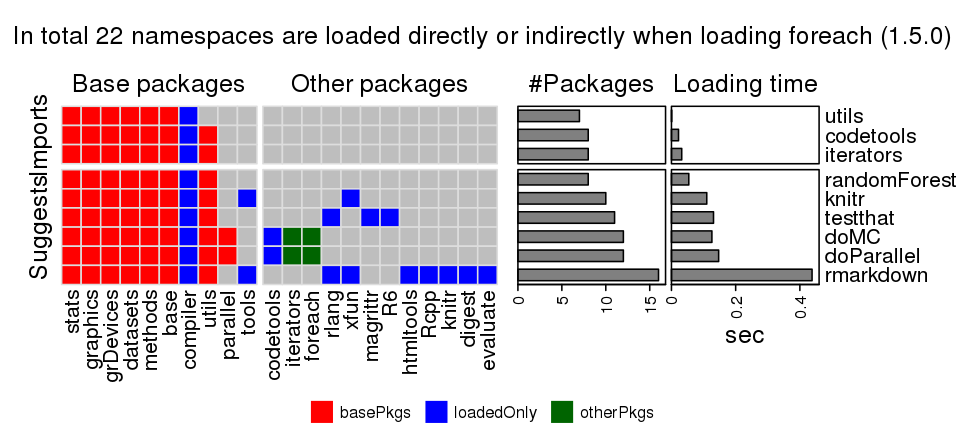 In total 22 namespaces are loaded directly or indirectly when loading foreach (1.5.0)
Base packages
Other packages
#Packages
Loading time
Imports
Suggests
utils
codetools
iterators
randomForest
knitr
testthat
doMC
doParallel
rmarkdown
stats
graphics
grDevices
datasets
methods
base
compiler
utils
parallel
tools
codetools
iterators
foreach
rlang
xfun
magrittr
R6
htmltools
Rcpp
knitr
digest
evaluate
0
5
10
15
0
0.2
0.4
sec
basePkgs
loadedOnly
otherPkgs